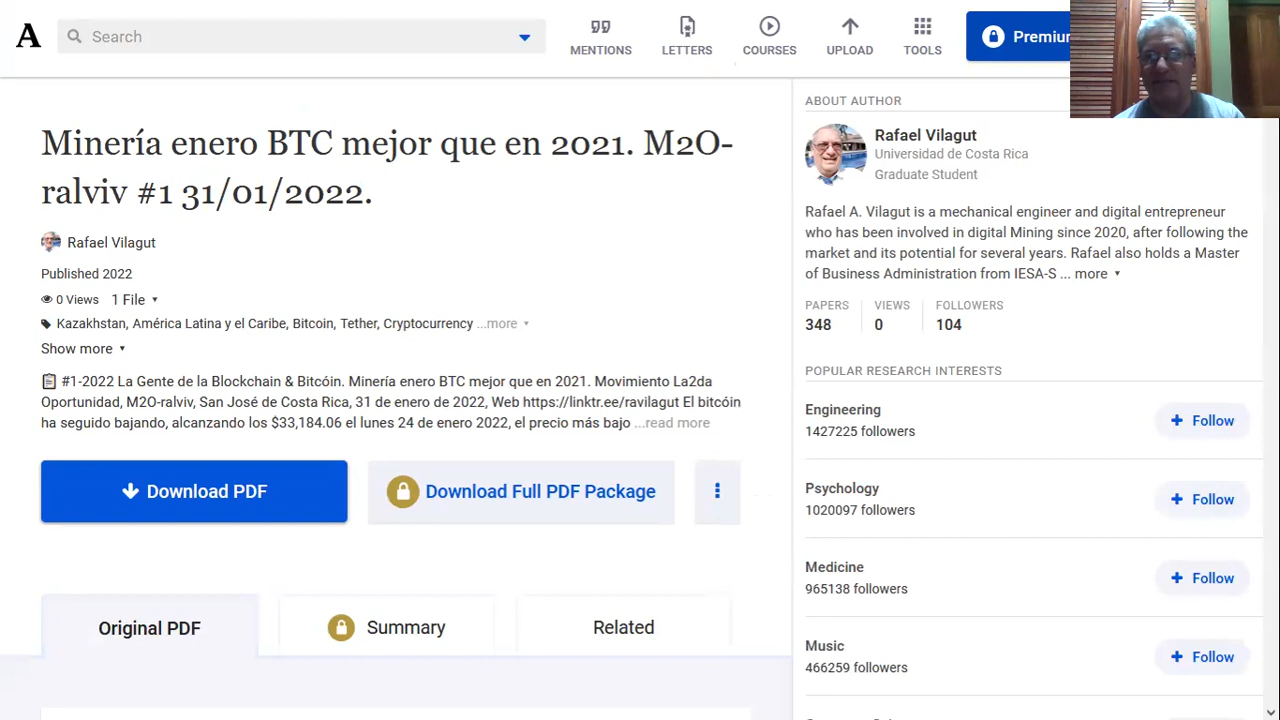 A
Search
MENTIONS
LETTERS
COURSES
UPLOAD
TOOLS
Minería enero BTC mejor que en 2021. M2O-
ralviv #1 31/01/2022.
Rafael Vilagut
Published 2022
0 Views 1 File
Kazakhstan, América Latina y el Caribe, Bitcoin, Tether, Cryptocurrency ...more
Show more
📋 #1-2022 La Gente de la Blockchain & Bitcóin. Minería enero BTC mejor que en 2021. Movimiento La2da
Oportunidad, M2O-ralviv, San José de Costa Rica, 31 de enero de 2022, Web https://linktr.ee/ravilagut El bitcóin
ha seguido bajando, alcanzando los $33,184.06 el lunes 24 de enero 2022, el precio más bajo ...read more
Download PDF
Download Full PDF Package
Original PDF
Summary
Related
ABOUT AUTHOR
Rafael Vilagut
Universidad de Costa Rica
Graduate Student
Rafael A. Vilagut is a mechanical engineer and digital entrepreneur
who has been involved in digital Mining since 2020, after following the
market and its potential for several years. Rafael also holds a Master
of Business Administration from IESA-S ... more
PAPERS VIEWS FOLLOWERS
348 0 104
POPULAR RESEARCH INTERESTS
Engineering
1427225 followers
+ Follow
Psychology
1020097 followers
+ Follow
Medicine
965138 followers
+ Follow
Music
466259 followers
+ Follow